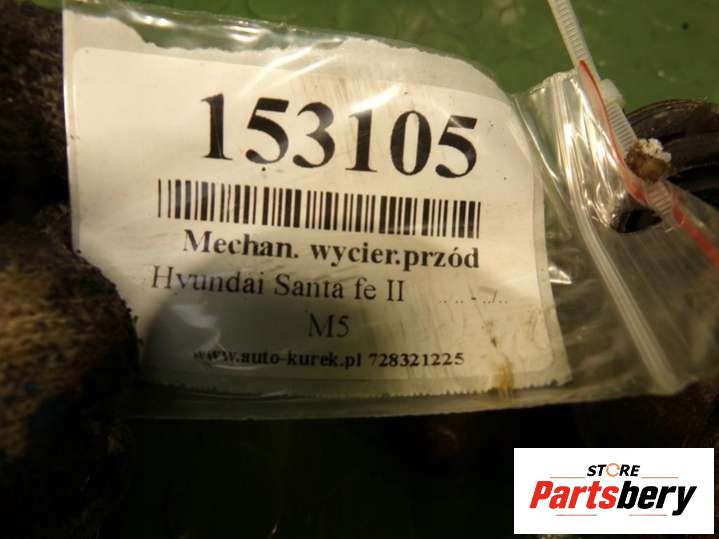 153105
Mechan. wycier.przód
Hyundai Santa fe II
M5
www.auto-kurek.pl 728321225
STORE
Partsbery